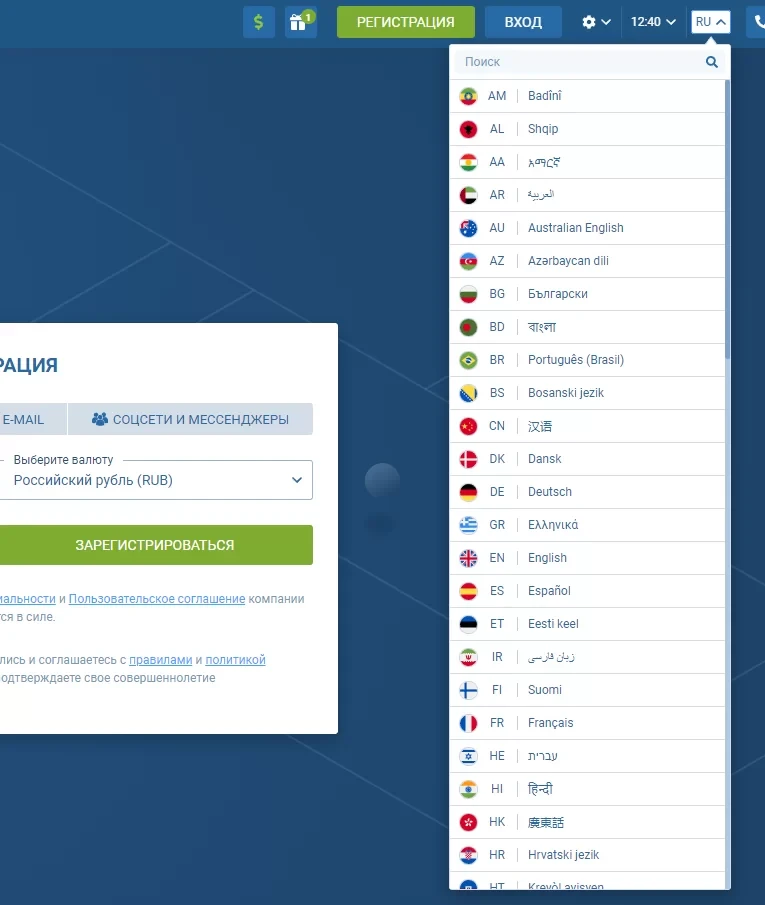 1
РЕГИСТРАЦИЯ
ВХОД
12:40
RU
Поиск
AM Badînî
AL Shqip
AA አማርኛ
AR العربية
AU Australian English
AZ Azərbaycan dili
BG Български
BD বাংলা
BR Português (Brasil)
BS Bosanski jezik
CN 汉语
DK Dansk
DE Deutsch
GR Ελληνικά
EN English
ES Español
ET Eesti keel
IR زبان فارسی
FI Suomi
FR Français
HE עברית
HI हिन्दी
HK 廣東話
HR Hrvatski jezik
HT Kreyòl ayisyen
РАЦИЯ
E-MAIL
СОЦСЕТИ И МЕССЕНДЖЕРЫ
Выберите валюту
Российский рубль (RUB)
ЗАРЕГИСТРИРОВАТЬСЯ
иальности и Пользовательское соглашение компании
тся в силе.
лись и соглашаетесь с правилами и политикой
одтверждаете свое совершеннолетие